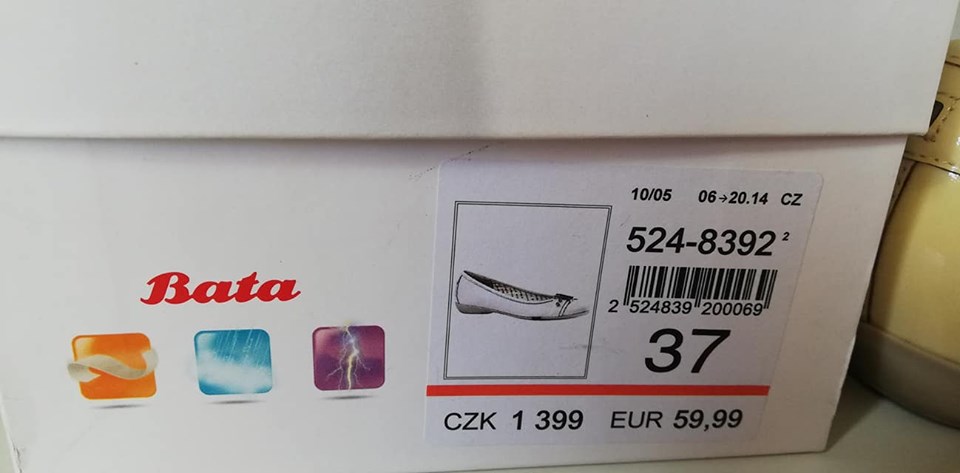 Bata
10/05 06→20.14 CZ
524-8392 2
2 524839 200069
37
CZK 1 399 EUR 59,99